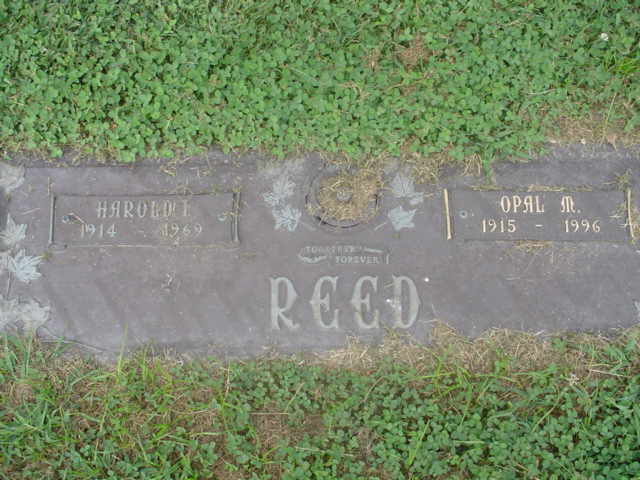 HAROLD I.
1914 - 1969
TOGETHER
FOREVER
REED
OPAL M.
1915 - 1996